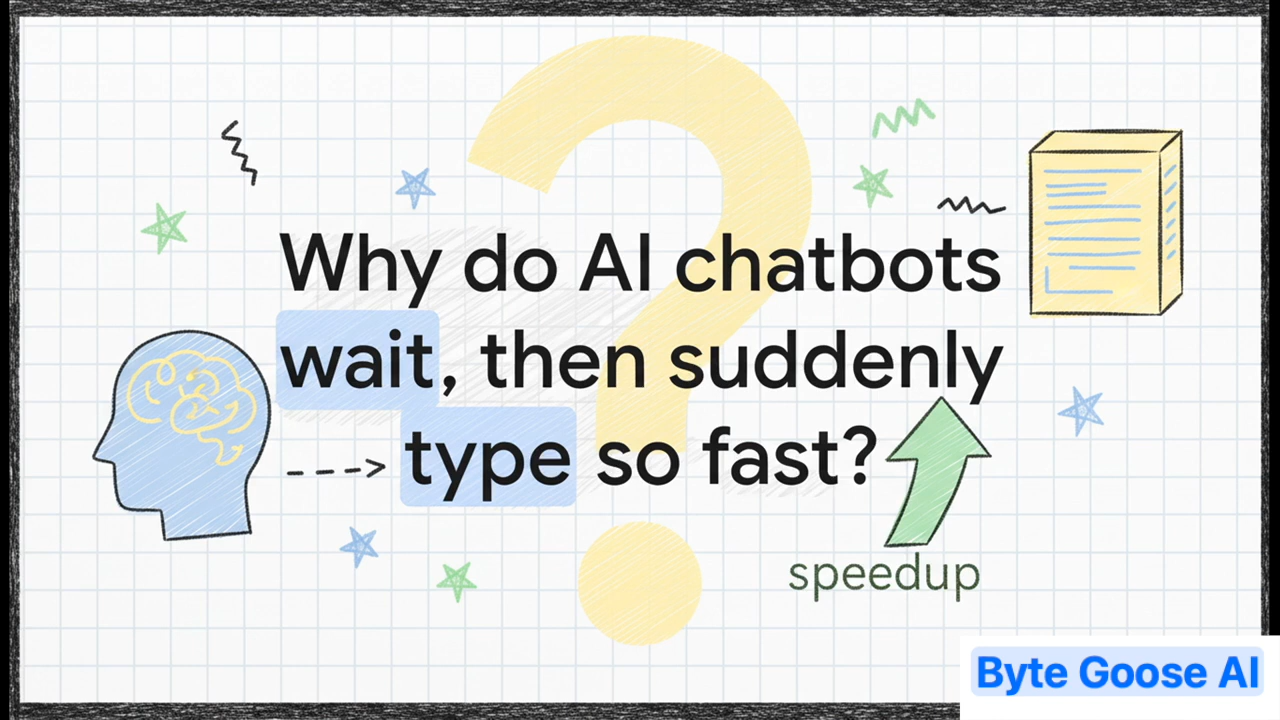 Why do AI chatbots
wait, then suddenly
type so fast?
speedup
Byte Goose AI